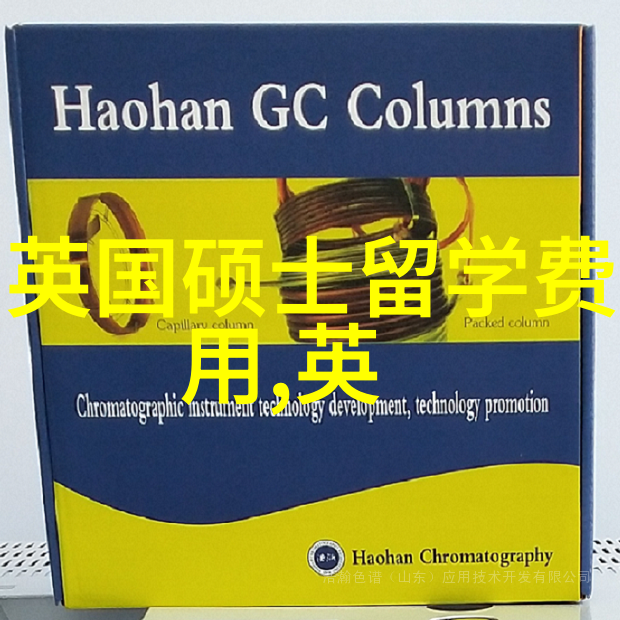 Haohan GC Columns
英国硕士留学费
用,英
Capillary column
Packed column
Chromatographic instrument technology development, technology promotion
Haohan Chromatography
浩瀚色谱（山东）应用技术开发有限公司